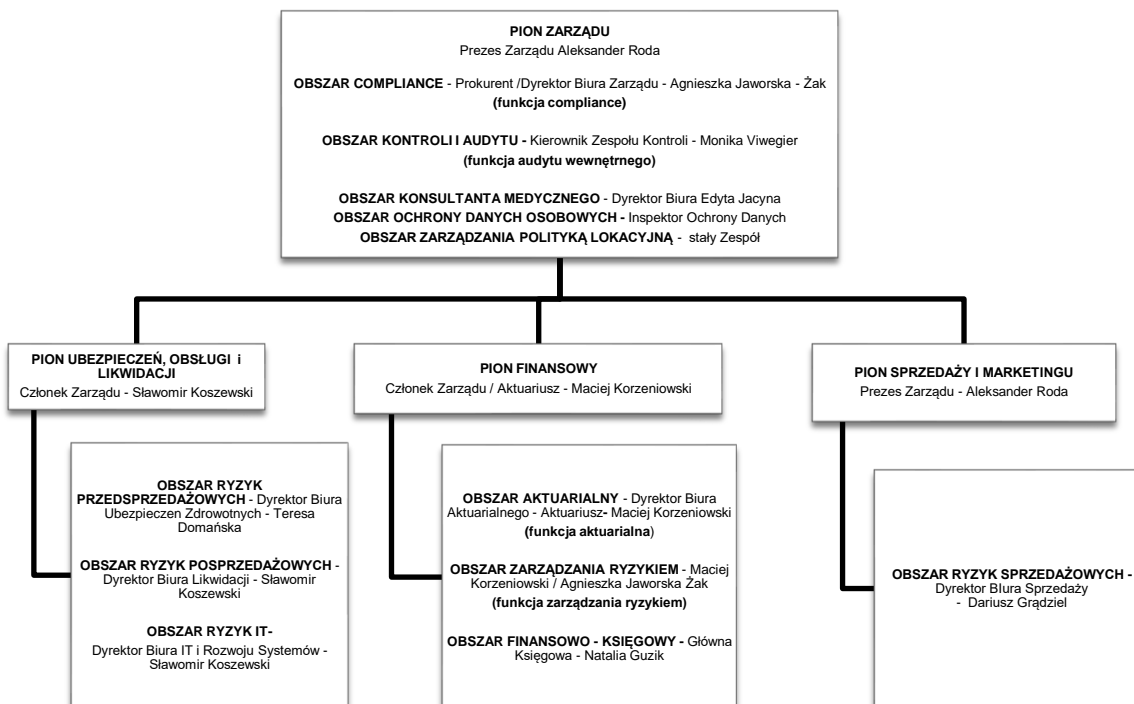 PION ZARZĄDU
Prezes Zarządu Aleksander Roda
OBSZAR COMPLIANCE - Prokurent /Dyrektor Biura Zarządu - Agnieszka Jaworska - Żak
(funkcja compliance)
OBSZAR KONTROLI I AUDYTU - Kierownik Zespołu Kontroli - Monika Viwegier
(funkcja audytu wewnętrnego)
OBSZAR KONSULTANTA MEDYCZNEGO - Dyrektor Biura Edyta Jacyna
OBSZAR OCHRONY DANYCH OSOBOWYCH - Inspektor Ochrony Danych
OBSZAR ZARZĄDZANIA POLITYKĄ LOKACYJNĄ - stały Zespół
PION UBEZPIECZEŃ, OBSŁUGI i
LIKWIDACJI
Członek Zarządu - Sławomir Koszewski
OBSZAR RYZYK
PRZEDSPRZEDAŻOWYCH - Dyrektor Biura
Ubezpieczen Zdrowotnych - Teresa
Domańska
OBSZAR RYZYK POSPRZEDAŻOWYCH -
Dyrektor Biura Likwidacji - Sławomir
Koszewski
OBSZAR RYZYK IT-
Dyrektor Biura IT i Rozwoju Systemów -
Sławomir Koszewski
PION FINANSOWY
Członek Zarządu / Aktuariusz - Maciej Korzeniowski
OBSZAR AKTUARIALNY - Dyrektor Biura
Aktuarialnego - Aktuariusz- Maciej Korzeniowski
(funkcja aktuarialna)
OBSZAR ZARZĄDZANIA RYZYKIEM - Maciej
Korzeniowski / Agnieszka Jaworska Żak
(funkcja zarządzania ryzykiem)
OBSZAR FINANSOWO - KSIĘGOWY - Główna
Księgowa - Natalia Guzik
PION SPRZEDAŻY I MARKETINGU
Prezes Zarządu - Aleksander Roda
OBSZAR RYZYK SPRZEDAŻOWYCH -
Dyrektor BIura Sprzedaży
- Dariusz Grądziel